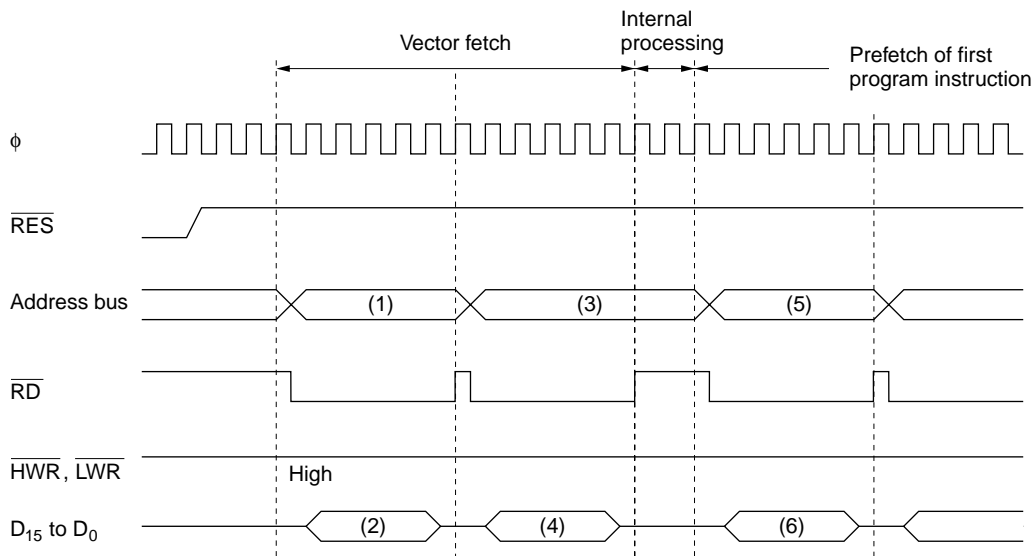 Vector fetch
Internal
processing
Prefetch of first
program instruction
ϕ
RES
Address bus
(1)
(3)
(5)
RD
HWR, LWR
High
D15 to D0
(2)
(4)
(6)